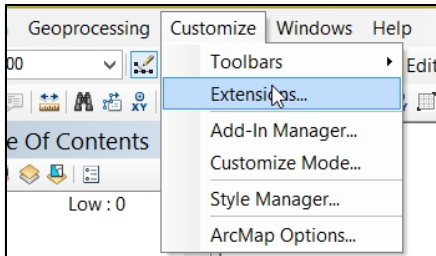 Geoprocessing Customize Windows Help
00
Toolbars
Edit
Extensions...
XY
e Of Contents
Add-In Manager...
Customize Mode...
Low : 0
Style Manager...
ArcMap Options...